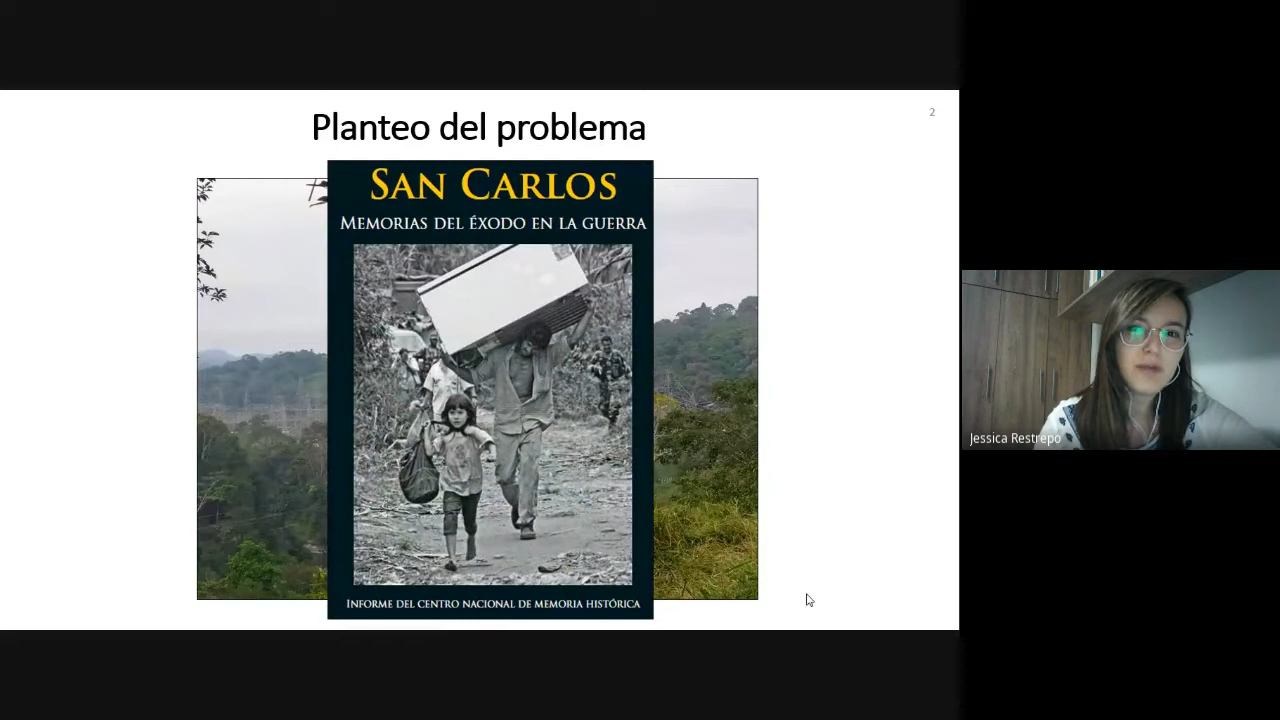 Planteo del problema
2
SAN CARLOS
MEMORIAS DEL ÉXODO EN LA GUERRA
INFORME DEL CENTRO NACIONAL DE MEMORIA HISTÓRICA
Jessica Restrepo